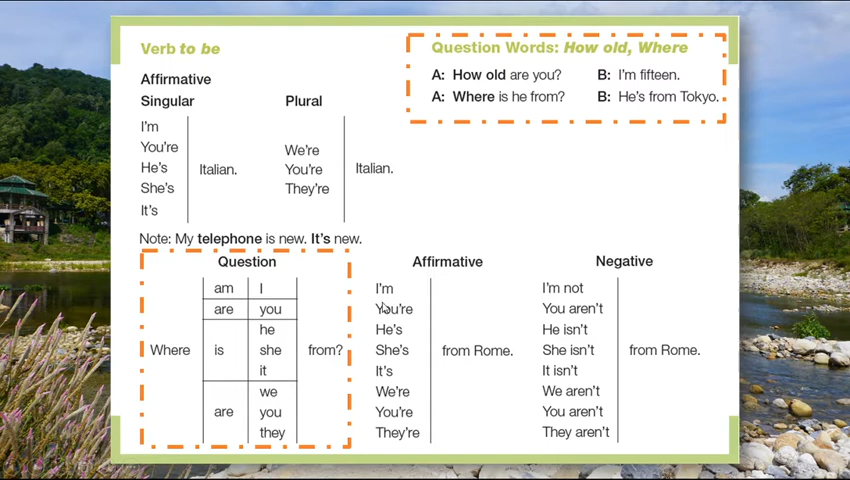 Verb to be
Affirmative
Singular
Plural
I'm
You're
He's
She's
It's
Italian.
We're
You're
They're
Italian.
Note: My telephone is new. It's new.
Question Words: How old, Where
A: How old are you? B: I'm fifteen.
A: Where is he from? B: He's from Tokyo.
Question
Where
am I
are you
is
he
she
it
are
we
you
they
from?
Affirmative
I'm
You're
He's
She's
It's
We're
You're
They're
from Rome.
Negative
I'm not
You aren't
He isn't
She isn't
It isn't
We aren't
You aren't
They aren't
from Rome.